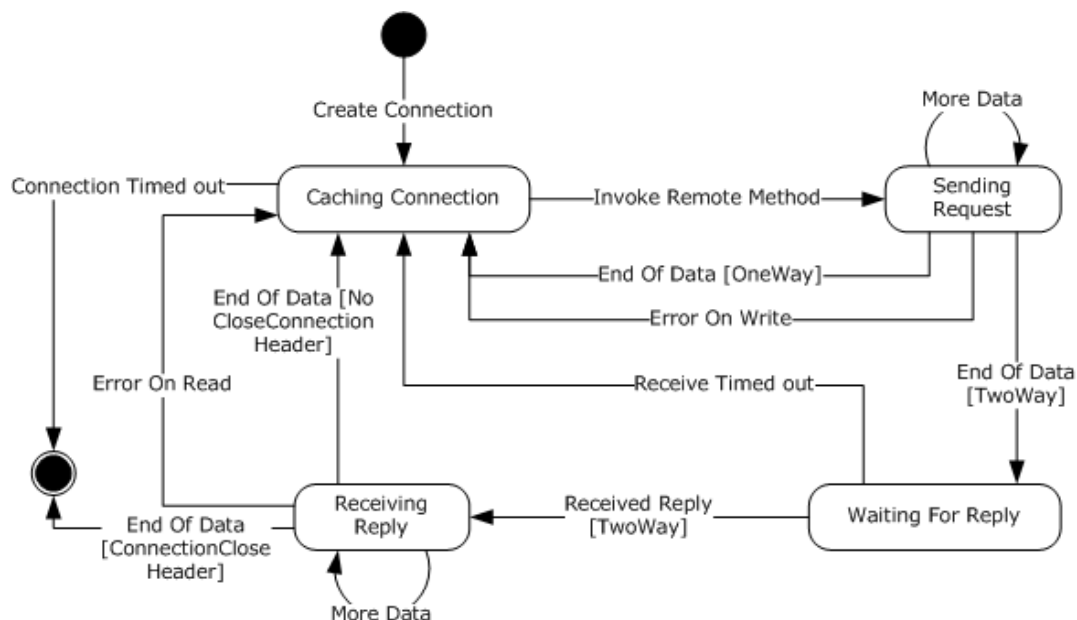 Create Connection
More Data
Connection Timed out
Caching Connection
Invoke Remote Method
Sending
Request
End Of Data [OneWay]
End Of Data [No
CloseConnection
Header]
Error On Write
Error On Read
Receive Timed out
End Of Data
[TwoWay]
Receiving
Reply
Received Reply
[TwoWay]
Waiting For Reply
End Of Data
[ConnectionClose
Header]
More Data